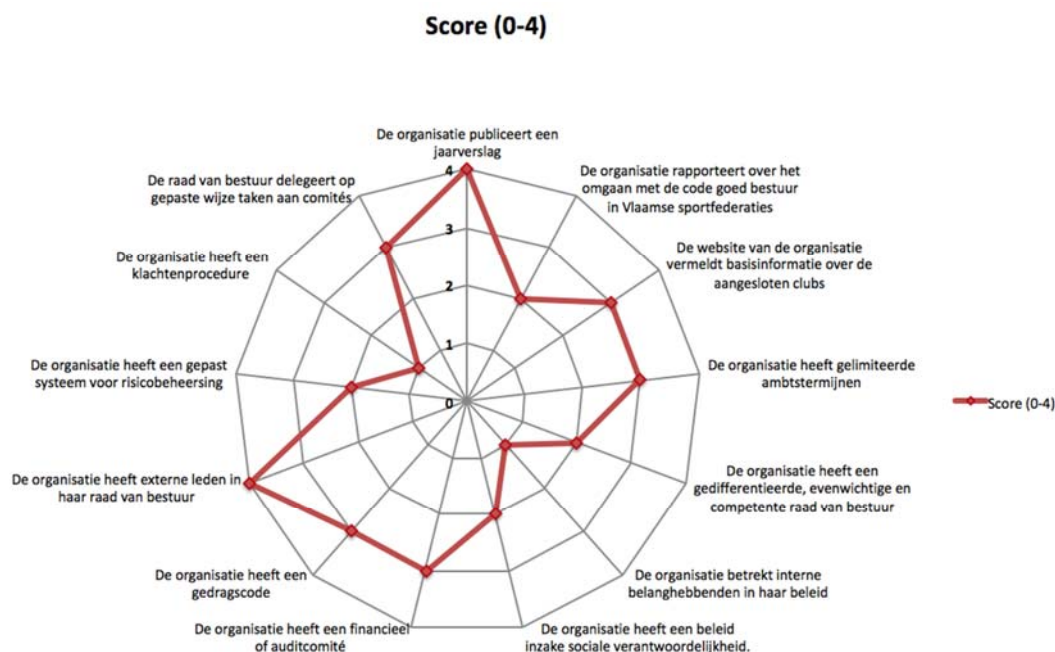 Score (0-4)
De organisatie publiceert een
jaarverslag
De organisatie rapporteert over het
omgaan met de code goed bestuur
in Vlaamse sportfederaties
De website van de organisatie
vermeldt basisinformatie over de
aangesloten clubs
De organisatie heeft gelimiteerde
ambtstermijnen
De organisatie heeft een
gedifferentieerde, evenwichtige en
competente raad van bestuur
De organisatie betrekt interne
belanghebbenden in haar beleid
De organisatie heeft een beleid
inzake sociale verantwoordelijkheid.
De organisatie heeft een financieel
of auditcomité
De organisatie heeft een
gedragscode
De organisatie heeft externe leden in
haar raad van bestuur
De organisatie heeft een gepast
systeem voor risicobeheersing
De organisatie heeft een
klachtenprocedure
De raad van bestuur delegeert op
gepaste wijze taken aan comités
4
3
2
1
0
Score (0-4)